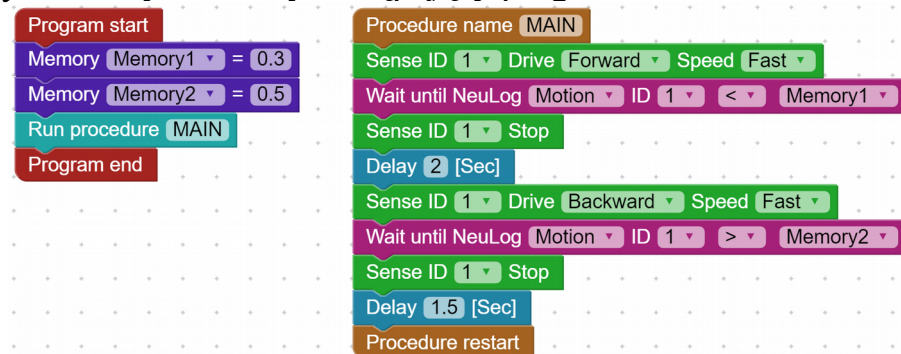 Program start
Memory Memory1 = 0.3
Memory Memory2 = 0.5
Run procedure MAIN
Program end
Procedure name MAIN
Sense ID 1 Drive Forward Speed Fast
Wait until NeuLog Motion ID 1 < Memory1
Sense ID 1 Stop
Delay 2 [Sec]
Sense ID 1 Drive Backward Speed Fast
Wait until NeuLog Motion ID 1 > Memory2
Sense ID 1 Stop
Delay 1.5 [Sec]
Procedure restart